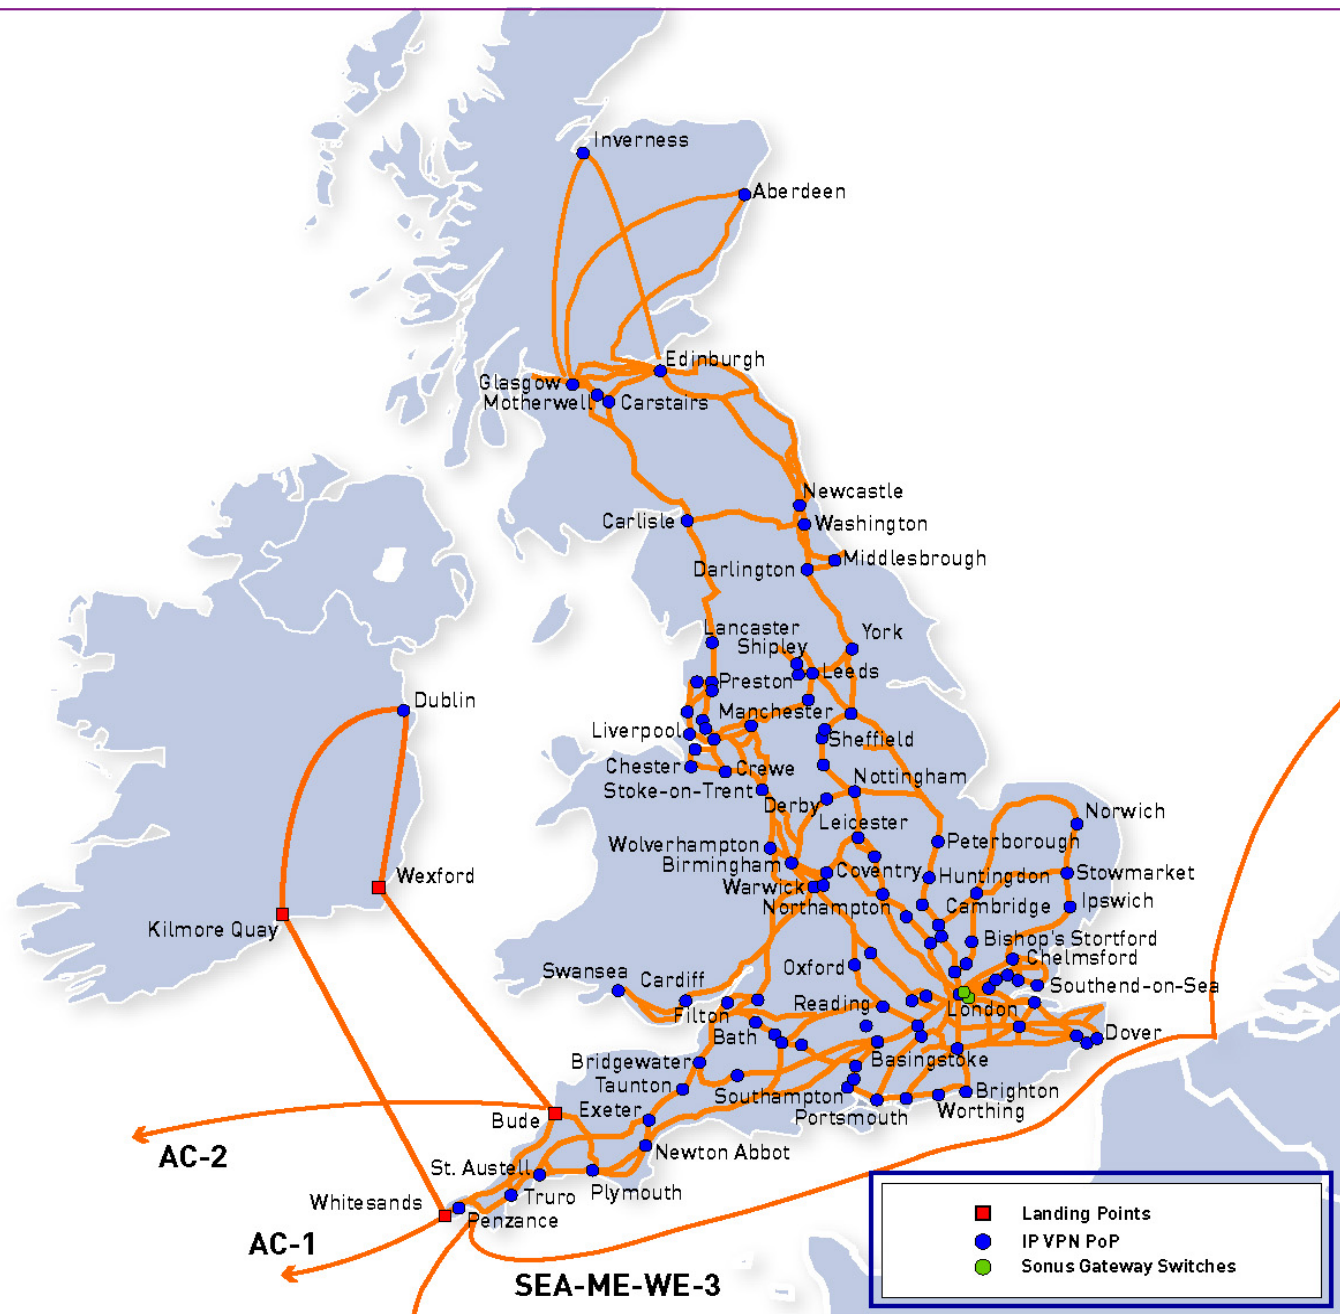 Inverness
Aberdeen
Edinburgh
Glasgow
Motherwell
Carstairs
Newcastle
Carlisle
Washington
Middlesbrough
Darlington
Lancaster
York
Shipley
Leeds
Preston
Dublin
Manchester
Liverpool
Sheffield
Chester
Crewe
Nottingham
Stoke-on-Trent
Derby
Norwich
Leicester
Wolverhampton
Peterborough
Birmingham
Coventry
Wexford
Huntingdon
Stowmarket
Warwick
Northampton
Cambridge
Ipswich
Kilmore Quay
Bishop's Stortford
Chelmsford
Swansea
Cardiff
Oxford
Southend-on-Sea
Reading
London
Filton
Bath
Dover
Bridgewater
Basingstoke
Taunton
Southampton
Brighton
Exeter
Portsmouth
Worthing
Bude
Newton Abbot
AC-2
St. Austell
Plymouth
Truro
Whitesands
Penzance
AC-1
SEA-ME-WE-3
Landing Points
IP VPN PoP
Sonus Gateway Switches